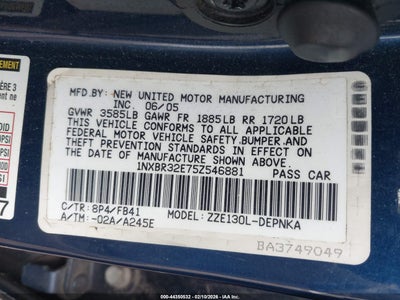 MFD BY: NEW UNITED MOTOR MANUFACTURING
INC. 06/05
GVWR 3585LB GAWR FR 1885LB RR 1720LB
THIS VEHICLE CONFORMS TO ALL APPLICABLE
FEDERAL MOTOR VEHICLE SAFETY, BUMPER, AND
THEFT PREVENTION STANDARDS IN EFFECT ON
THE DATE OF MANUFACTURE SHOWN ABOVE.
1NXBR32E75Z546881 PASS CAR
C/TR: 8P4/FB41 MODEL: ZZE130L-DEPNKA
A/TM: -02A/A245E
BA3749049
7
© IAA 000-44350532 - 02/10/2026 - IAA BRANCH